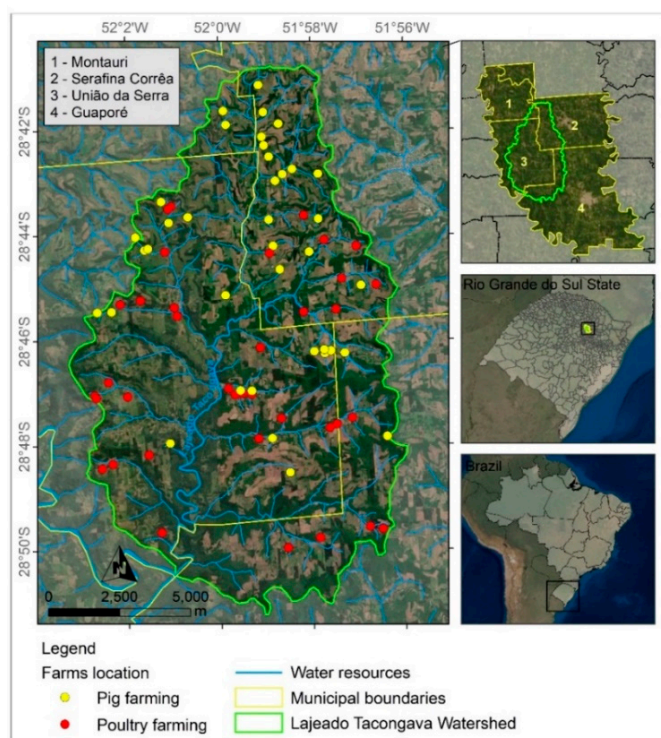 52°2'W
52°0'W
51°58'W
51°56'W
1 - Montauri
2 - Serafina Corrêa
3 - União da Serra
4 - Guaporé
28°42'S
28°44'S
28°46'S
28°48'S
28°50'S
N
0
2,500
5,000
m
1
2
3
4
Rio Grande do Sul State
Brazil
Legend
Farms location
Pig farming
Poultry farming
Water resources
Municipal boundaries
Lajeado Tacongava Watershed